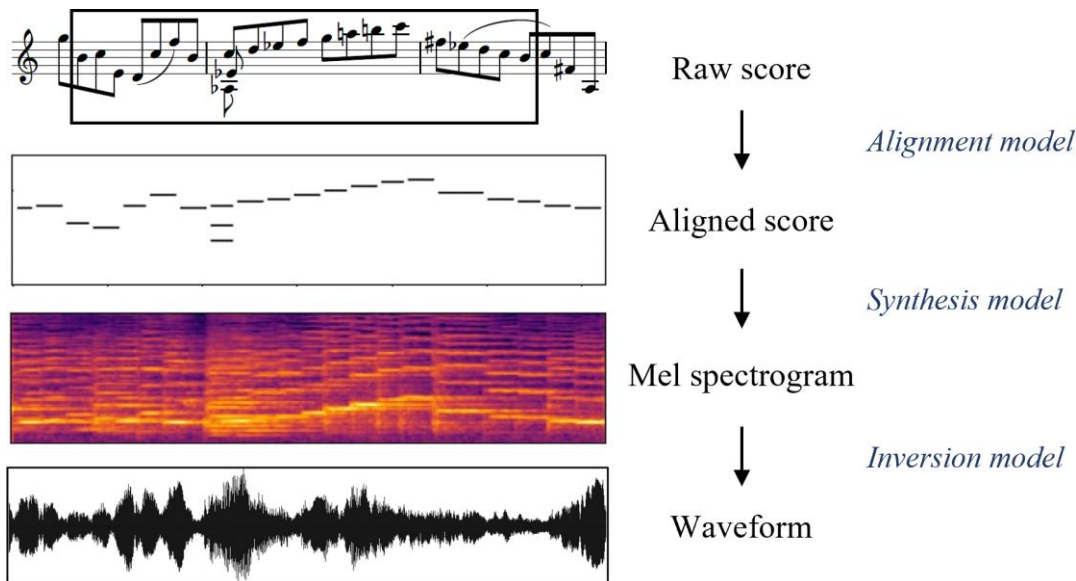 Raw score
Alignment model
Aligned score
Synthesis model
Mel spectrogram
Inversion model
Waveform